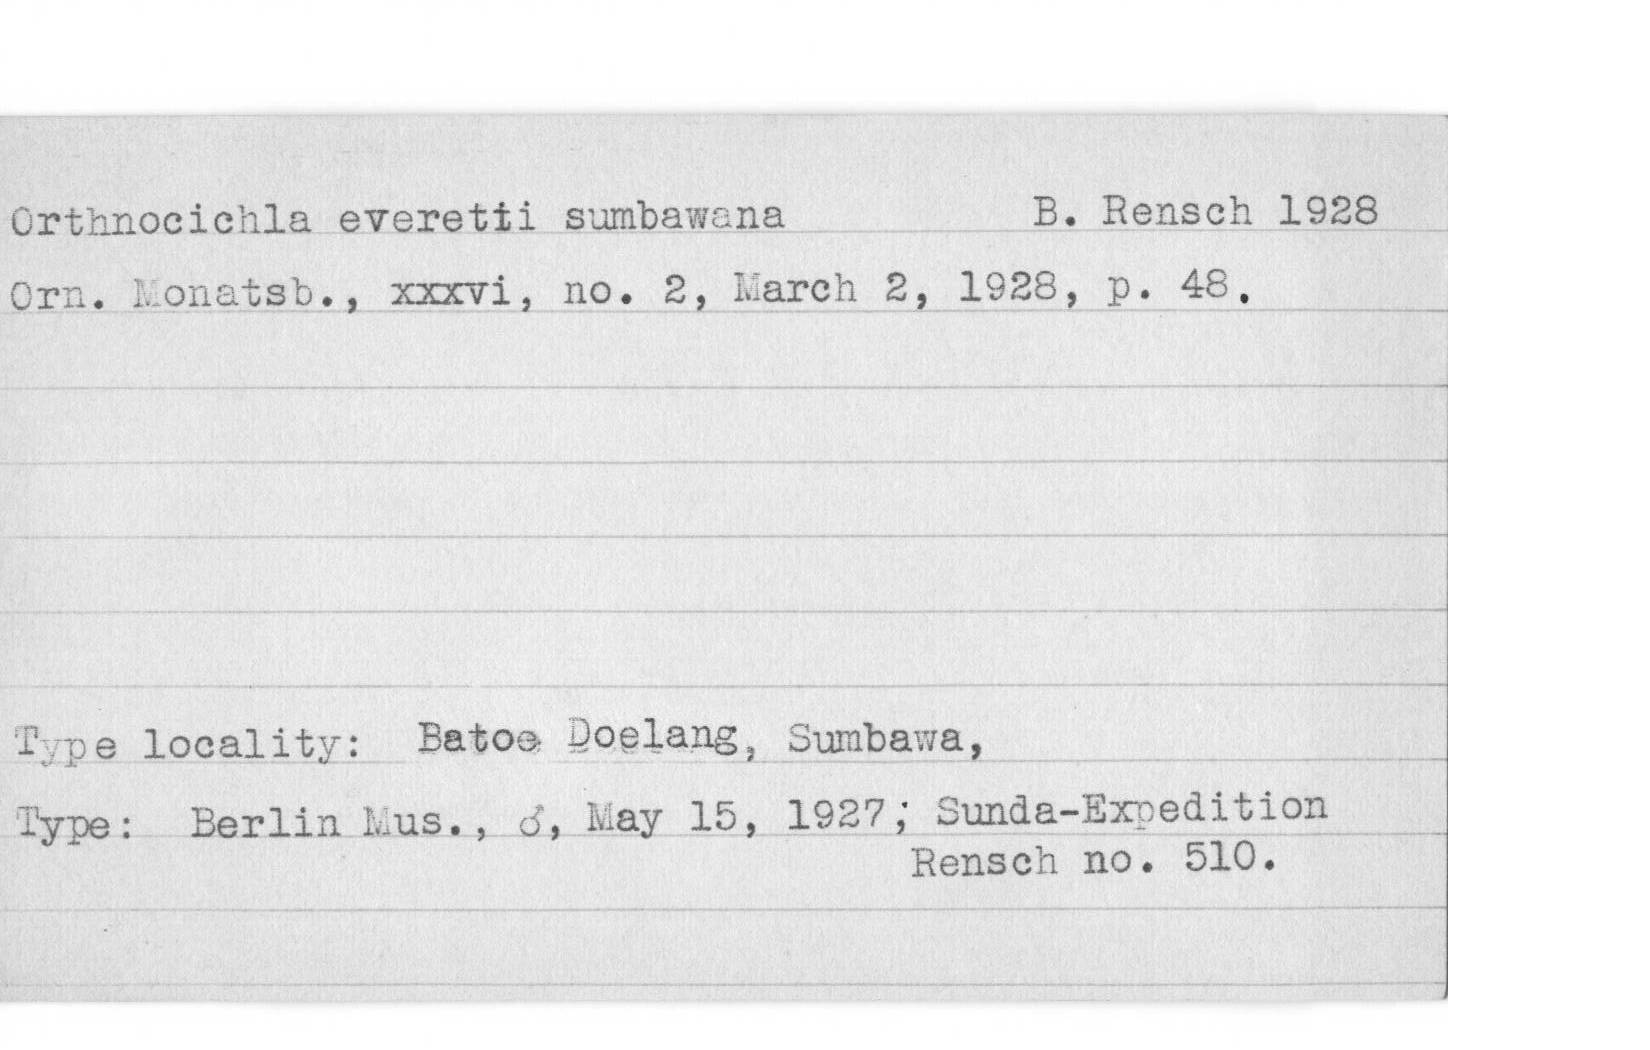 Orthnocichla everetti sumbawana B. Rensch 1928
Orn. Monatsb., xxxvi, no. 2, March 2, 1928, p. 48.
Type locality: Batoe Doelang, Sumbawa,
Type: Berlin Mus., ♂, May 15, 1927; Sunda-Expedition
Rensch no. 510.